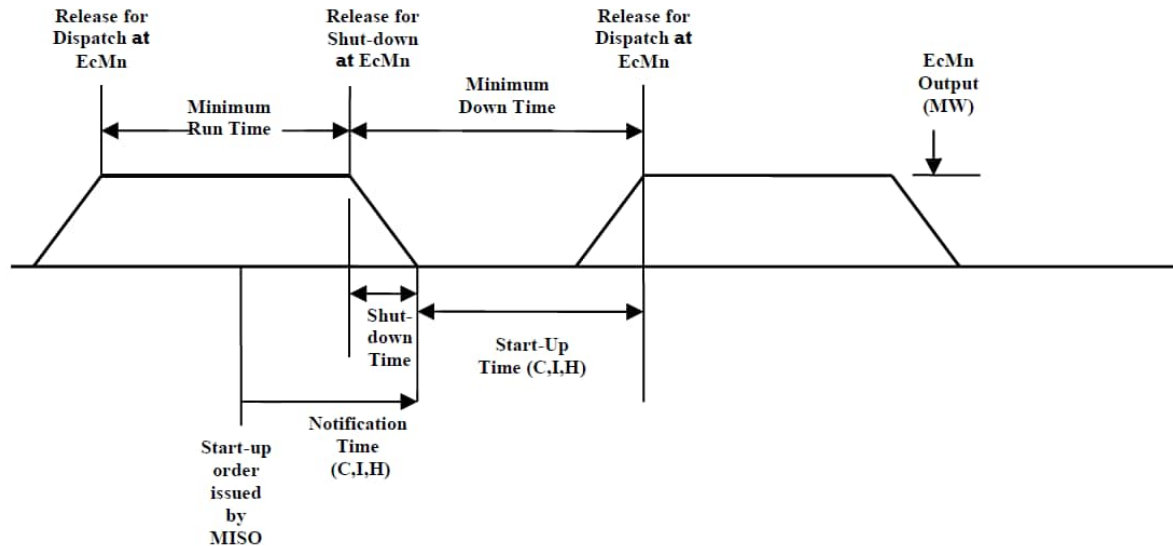 Release for
Dispatch at
EcMn
Release for
Shut-down
at EcMn
Release for
Dispatch at
EcMn
EcMn
Output
(MW)
Minimum
Run Time
Minimum
Down Time
Shut-
down
Time
Start-Up
Time (C,I,H)
Notification
Time
(C,I,H)
Start-up
order
issued
by
MISO